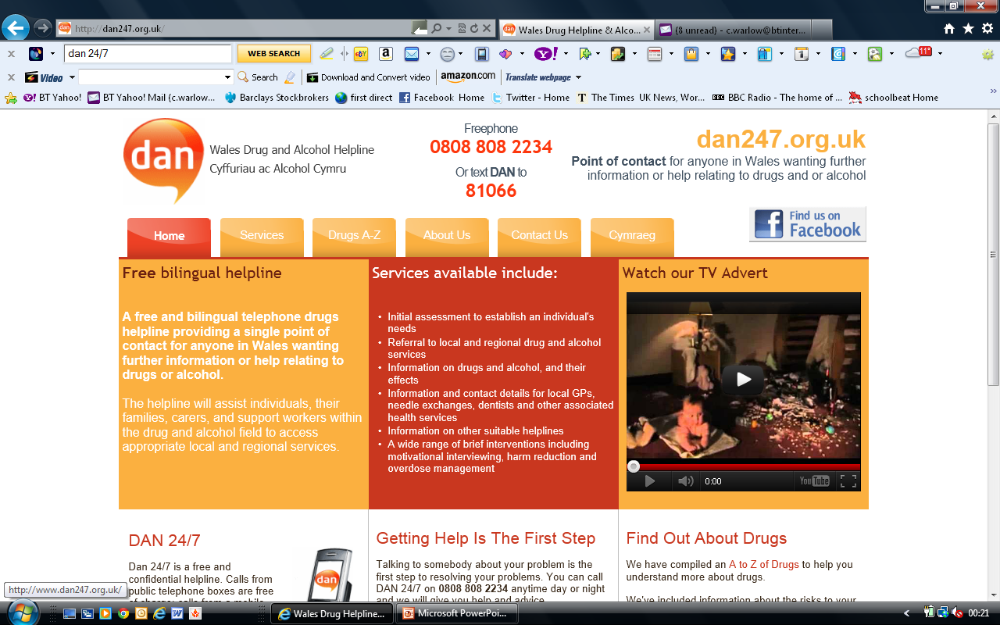 http://dan247.org.uk/
Wales Drug Helpline & Alco...
(8 unread) - c.warlow@btinter...
dan 24/7
WEB SEARCH
11°
Video
Search
Download and Convert video
amazon.com
Translate webpage
BT Yahoo!
BT Yahoo! Mail (c.warlow...
Barclays Stockbrokers
first direct
Facebook Home
Twitter - Home
The Times UK News, Wor...
BBC Radio - The home of ...
schoolbeat Home
dan
Wales Drug and Alcohol Helpline
Cyffuriau ac Alcohol Cymru
Freephone
0808 808 2234
Or text DAN to
81066
dan247.org.uk
Point of contact for anyone in Wales wanting further
information or help relating to drugs and or alcohol
Find us on
Facebook
Home
Services
Drugs A-Z
About Us
Contact Us
Cymraeg
Free bilingual helpline
A free and bilingual telephone drugs
helpline providing a single point of
contact for anyone in Wales wanting
further information or help relating to
drugs or alcohol.
The helpline will assist individuals, their
families, carers, and support workers within
the drug and alcohol field to access
appropriate local and regional services.
Services available include:
• Initial assessment to establish an individual's
needs
• Referral to local and regional drug and alcohol
services
• Information on drugs and alcohol, and their
effects
• Information and contact details for local GPs,
needle exchanges, dentists and other associated
health services
• Information on other suitable helplines
• A wide range of brief interventions including
motivational interviewing, harm reduction and
overdose management
Watch our TV Advert
0:00
YouTube
DAN 24/7
Dan 24/7 is a free and
confidential helpline. Calls from
public telephone boxes are free
dan
Getting Help Is The First Step
Talking to somebody about your problem is the
first step to resolving your problems. You can call
DAN 24/7 on 0808 808 2234 anytime day or night
and we will give you help and advice
Find Out About Drugs
We have compiled an A to Z of Drugs to help you
understand more about drugs.
We've included information about the risks to your
http://www.dan247.org.uk/
Wales Drug Helpline...
Microsoft PowerPoi...
00:21